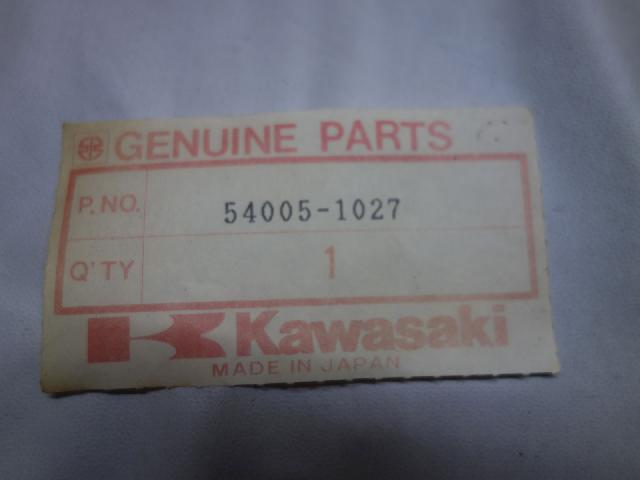 GENUINE PARTS
P.NO. 54005-1027
Q'TY 1
Kawasaki
MADE IN JAPAN